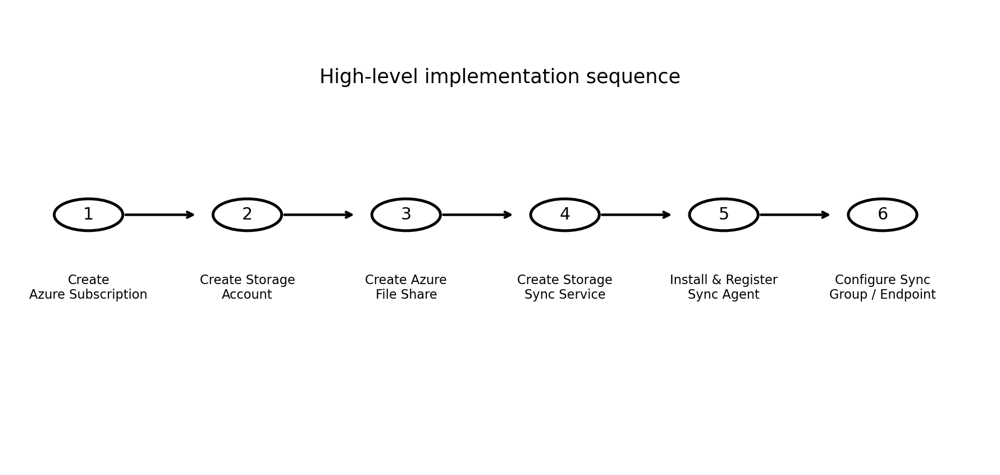 High-level implementation sequence
1
2
3
4
5
6
Create
Azure Subscription
Create Storage
Account
Create Azure
File Share
Create Storage
Sync Service
Install & Register
Sync Agent
Configure Sync
Group / Endpoint